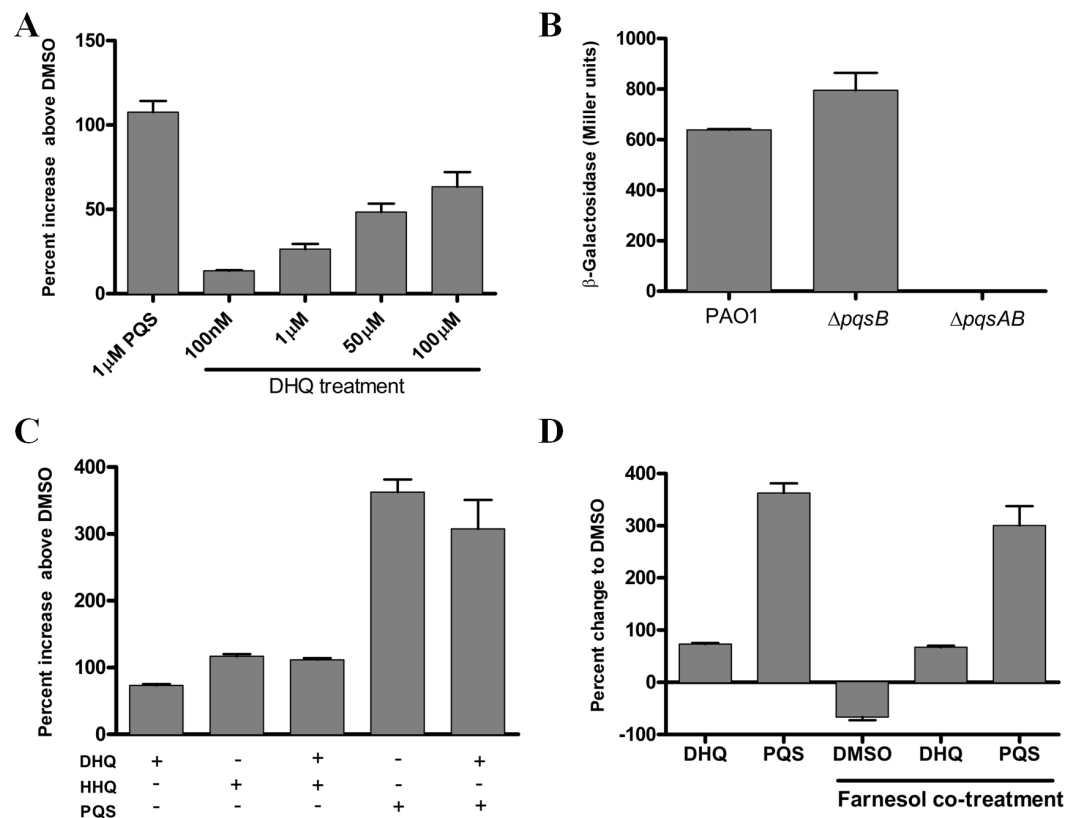 A
Percent increase above DMSO
150
100
50
0
1μM PQS
100nM
1μM
50μM
100μM
DHQ treatment
B
β-Galactosidase (Miller units)
1000
800
600
400
200
0
PAO1
ΔpqsB
ΔpqsAB
C
Percent increase above DMSO
400
300
200
100
0
DHQ + - + - +
HHQ - + + - -
PQS - - - + +
D
Percent change to DMSO
400
300
200
100
0
-100
DHQ PQS DMSO DHQ PQS
Farnesol co-treatment